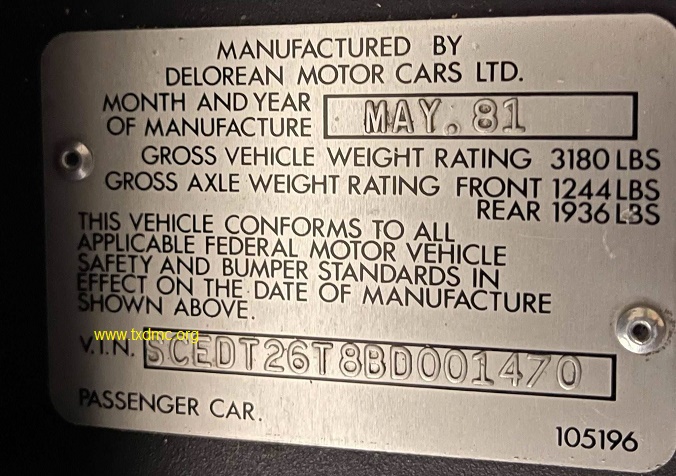 MANUFACTURED BY
DELOREAN MOTOR CARS LTD.
MONTH AND YEAR
OF MANUFACTURE MAY. 81
GROSS VEHICLE WEIGHT RATING 3180 LBS
GROSS AXLE WEIGHT RATING FRONT 1244 LBS
REAR 1936 LBS
THIS VEHICLE CONFORMS TO ALL
APPLICABLE FEDERAL MOTOR VEHICLE
SAFETY AND BUMPER STANDARDS IN
EFFECT ON THE DATE OF MANUFACTURE
SHOWN ABOVE.
www.txdmc.org
V.I.N. SCEDT26T8BD001470
PASSENGER CAR.
105196